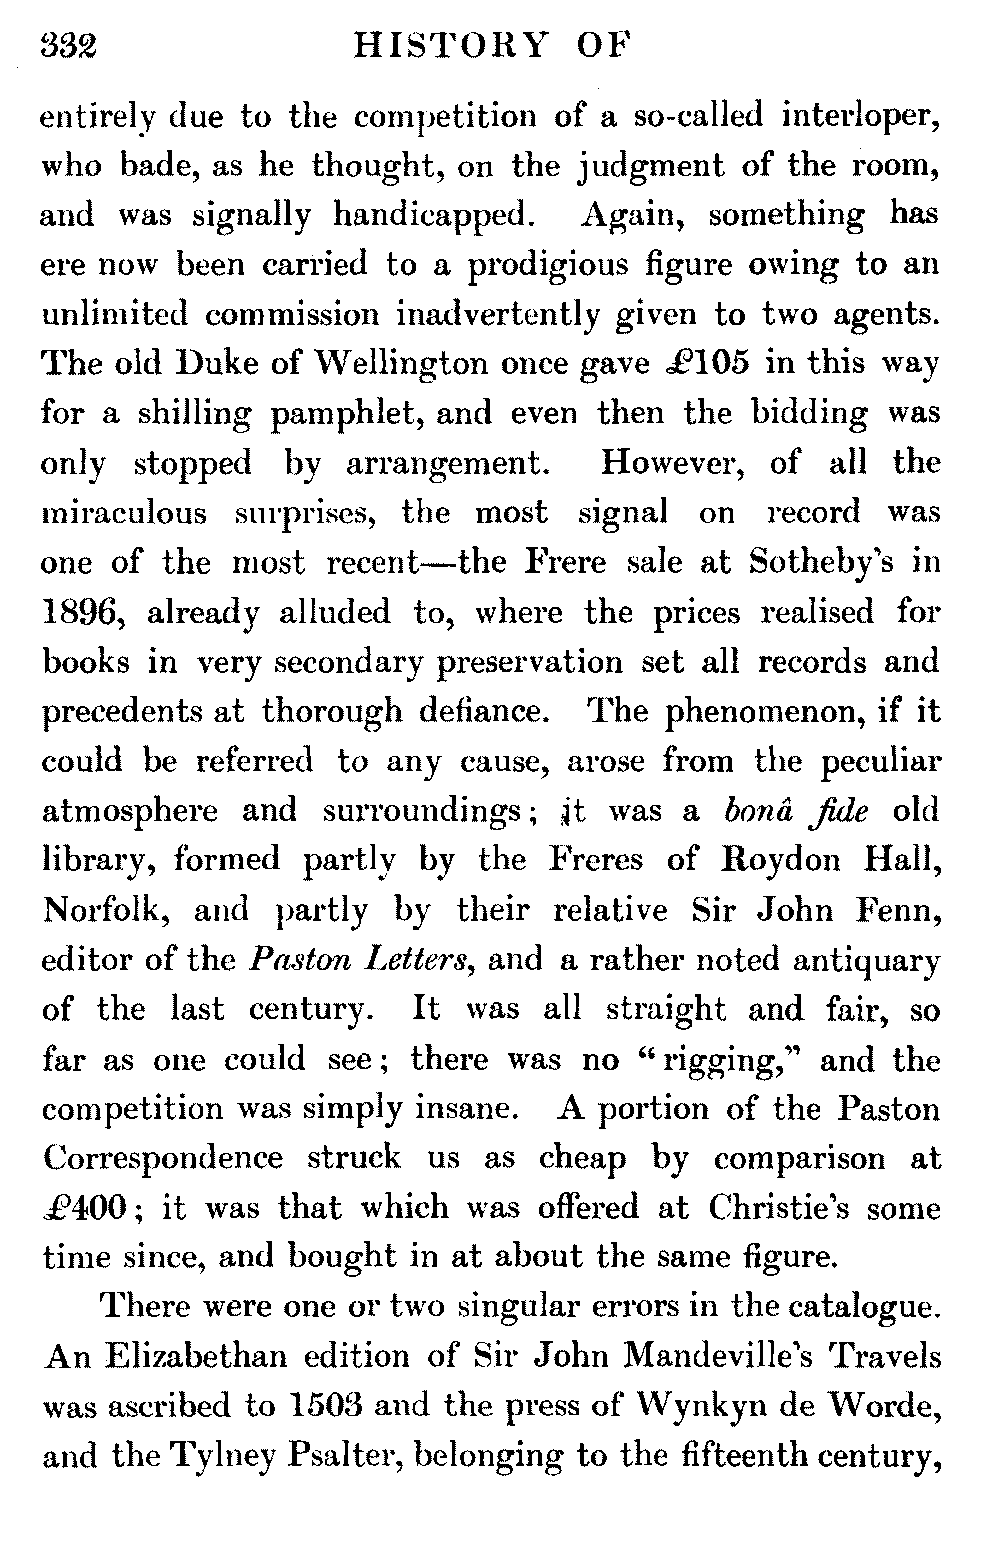 332 HISTORY OF
entirely due to the competition of a so-called interloper,
who bade, as he thought, on the judgment of the room,
and was signally handicapped. Again, something has
ere now been carried to a prodigious figure owing to an
unlimited commission inadvertently given to two agents.
The old Duke of Wellington once gave £105 in this way
for a shilling pamphlet, and even then the bidding was
only stopped by arrangement. However, of all the
miraculous surprises, the most signal on record was
one of the most recent—the Frere sale at Sotheby's in
1896, already alluded to, where the prices realised for
books in very secondary preservation set all records and
precedents at thorough defiance. The phenomenon, if it
could be referred to any cause, arose from the peculiar
atmosphere and surroundings; it was a bonâ fide old
library, formed partly by the Freres of Roydon Hall,
Norfolk, and partly by their relative Sir John Fenn,
editor of the Paston Letters, and a rather noted antiquary
of the last century. It was all straight and fair, so
far as one could see; there was no "rigging," and the
competition was simply insane. A portion of the Paston
Correspondence struck us as cheap by comparison at
£400; it was that which was offered at Christie's some
time since, and bought in at about the same figure.
There were one or two singular errors in the catalogue.
An Elizabethan edition of Sir John Mandeville's Travels
was ascribed to 1503 and the press of Wynkyn de Worde,
and the Tylney Psalter, belonging to the fifteenth century,